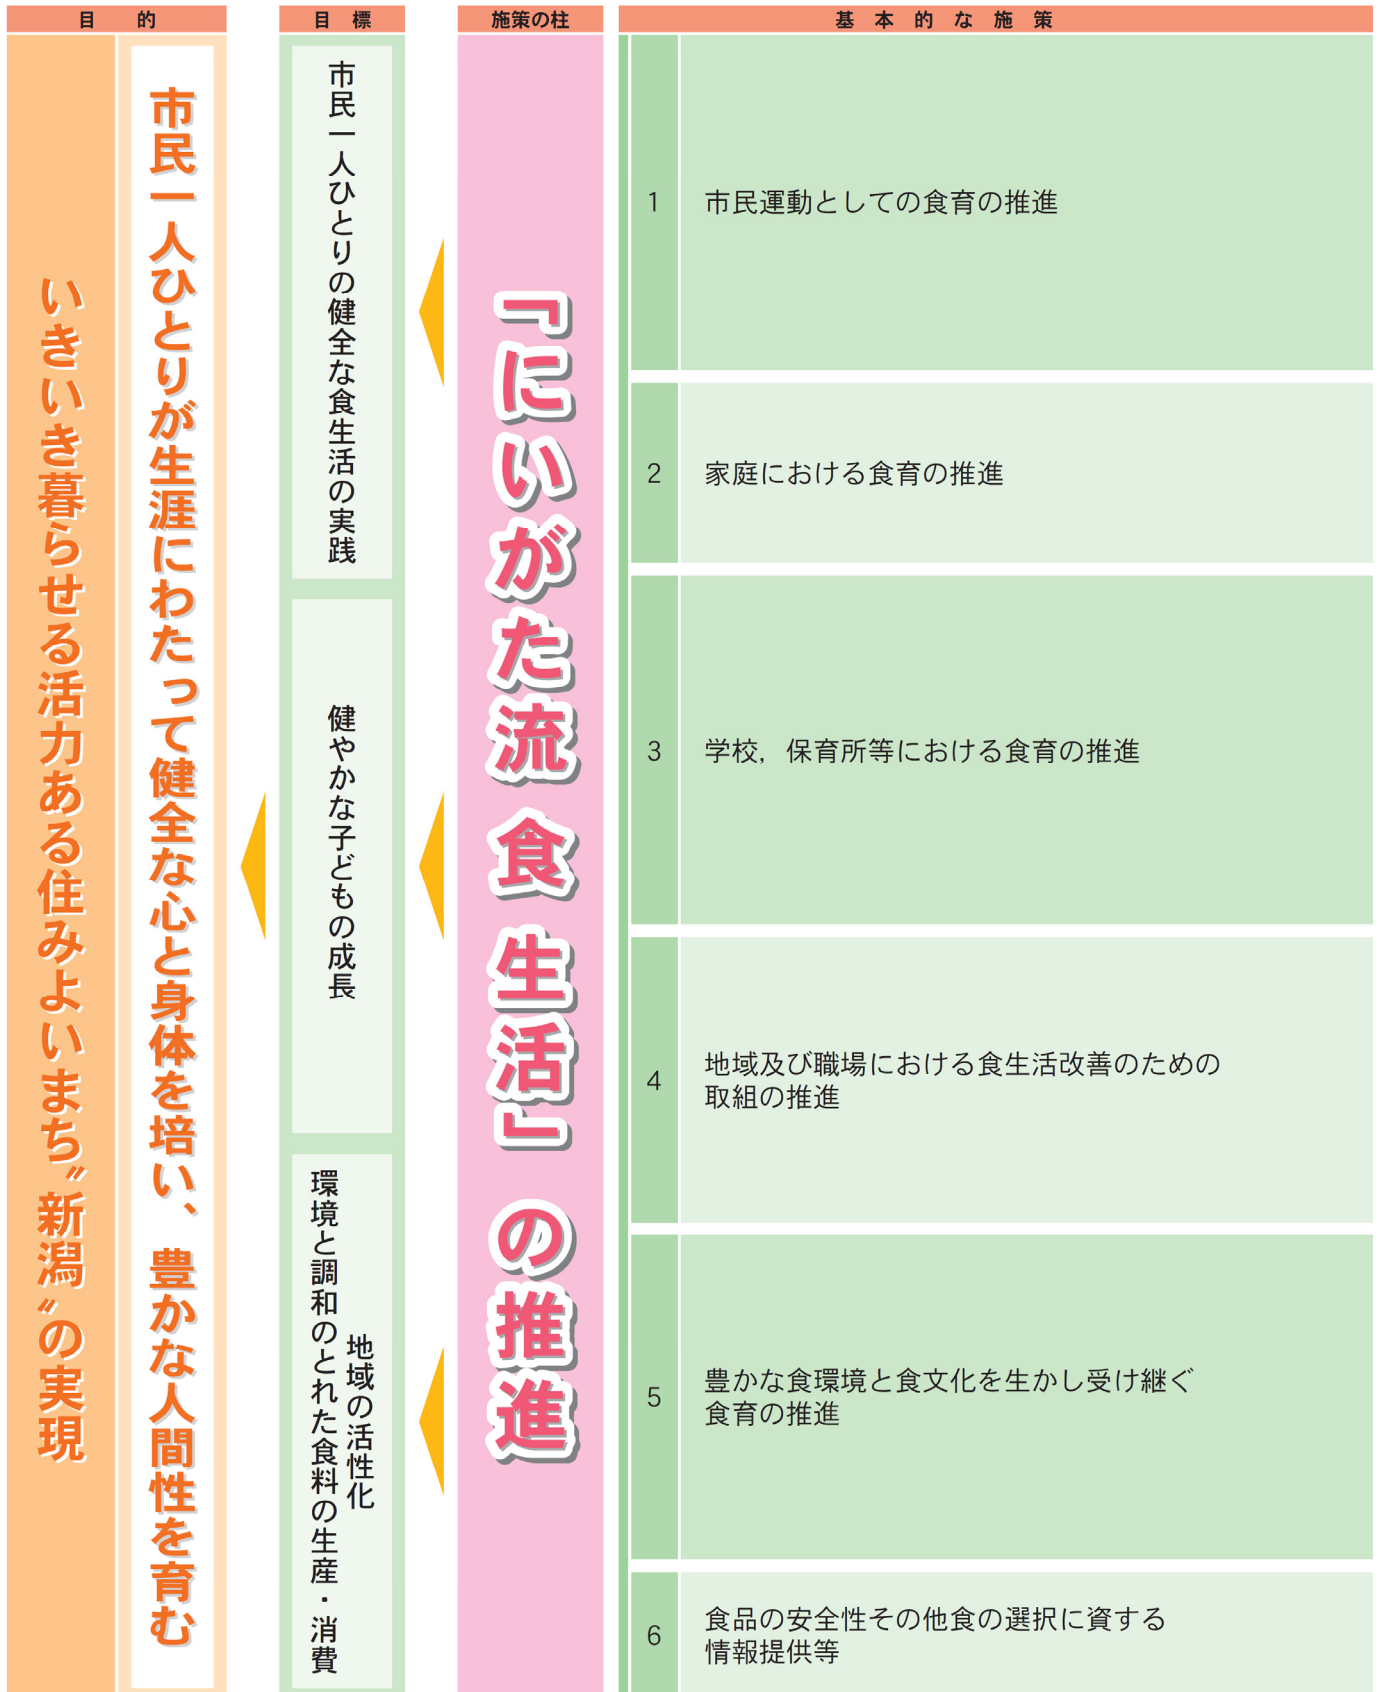 目的
目標
施策の柱
基本的な施策
市民一人ひとりが生涯にわたって健全な心と身体を培い、豊かな人間性を育む
いきいき暮らせる活力ある住みよいまち〝新潟〟の実現
市民一人ひとりの健全な食生活の実践
健やかな子どもの成長
地域の活性化
環境と調和のとれた食料の生産・消費
「にいがた流 食生活」の推進
1 市民運動としての食育の推進
2 家庭における食育の推進
3 学校，保育所等における食育の推進
4 地域及び職場における食生活改善のための
取組の推進
5 豊かな食環境と食文化を生かし受け継ぐ
食育の推進
6 食品の安全性その他食の選択に資する
情報提供等